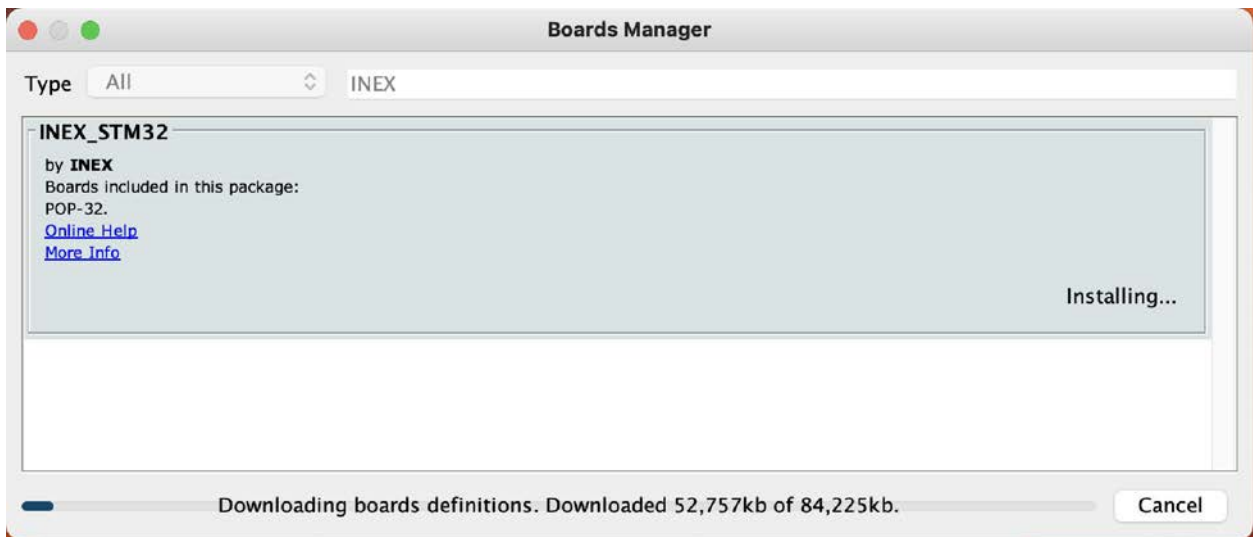 Boards Manager
Type All INEX
INEX_STM32
by INEX
Boards included in this package:
POP-32.
Online Help
More Info
Installing...
Downloading boards definitions. Downloaded 52,757kb of 84,225kb. Cancel